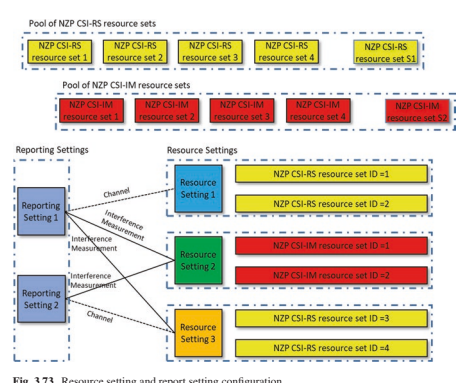 Pool of NZP CSI-RS resource sets
NZP CSI-RS resource set 1
NZP CSI-RS resource set 2
NZP CSI-RS resource set 3
NZP CSI-RS resource set 4
NZP CSI-RS resource set S1
Pool of NZP CSI-IM resource sets
NZP CSI-IM resource set 1
NZP CSI-IM resource set 2
NZP CSI-IM resource set 3
NZP CSI-IM resource set 4
NZP CSI-IM resource set S2
Reporting Settings
Resource Settings
Reporting Setting 1
Reporting Setting 2
Channel
Interference Measurement
Interference Measurement
Interference Measurement
Channel
Resource Setting 1
NZP CSI-RS resource set ID =1
NZP CSI-RS resource set ID =2
Resource Setting 2
NZP CSI-IM resource set ID =1
NZP CSI-IM resource set ID =2
Resource Setting 3
NZP CSI-RS resource set ID =3
NZP CSI-RS resource set ID =4
Fig. 3.73 Resource setting and report setting configuration